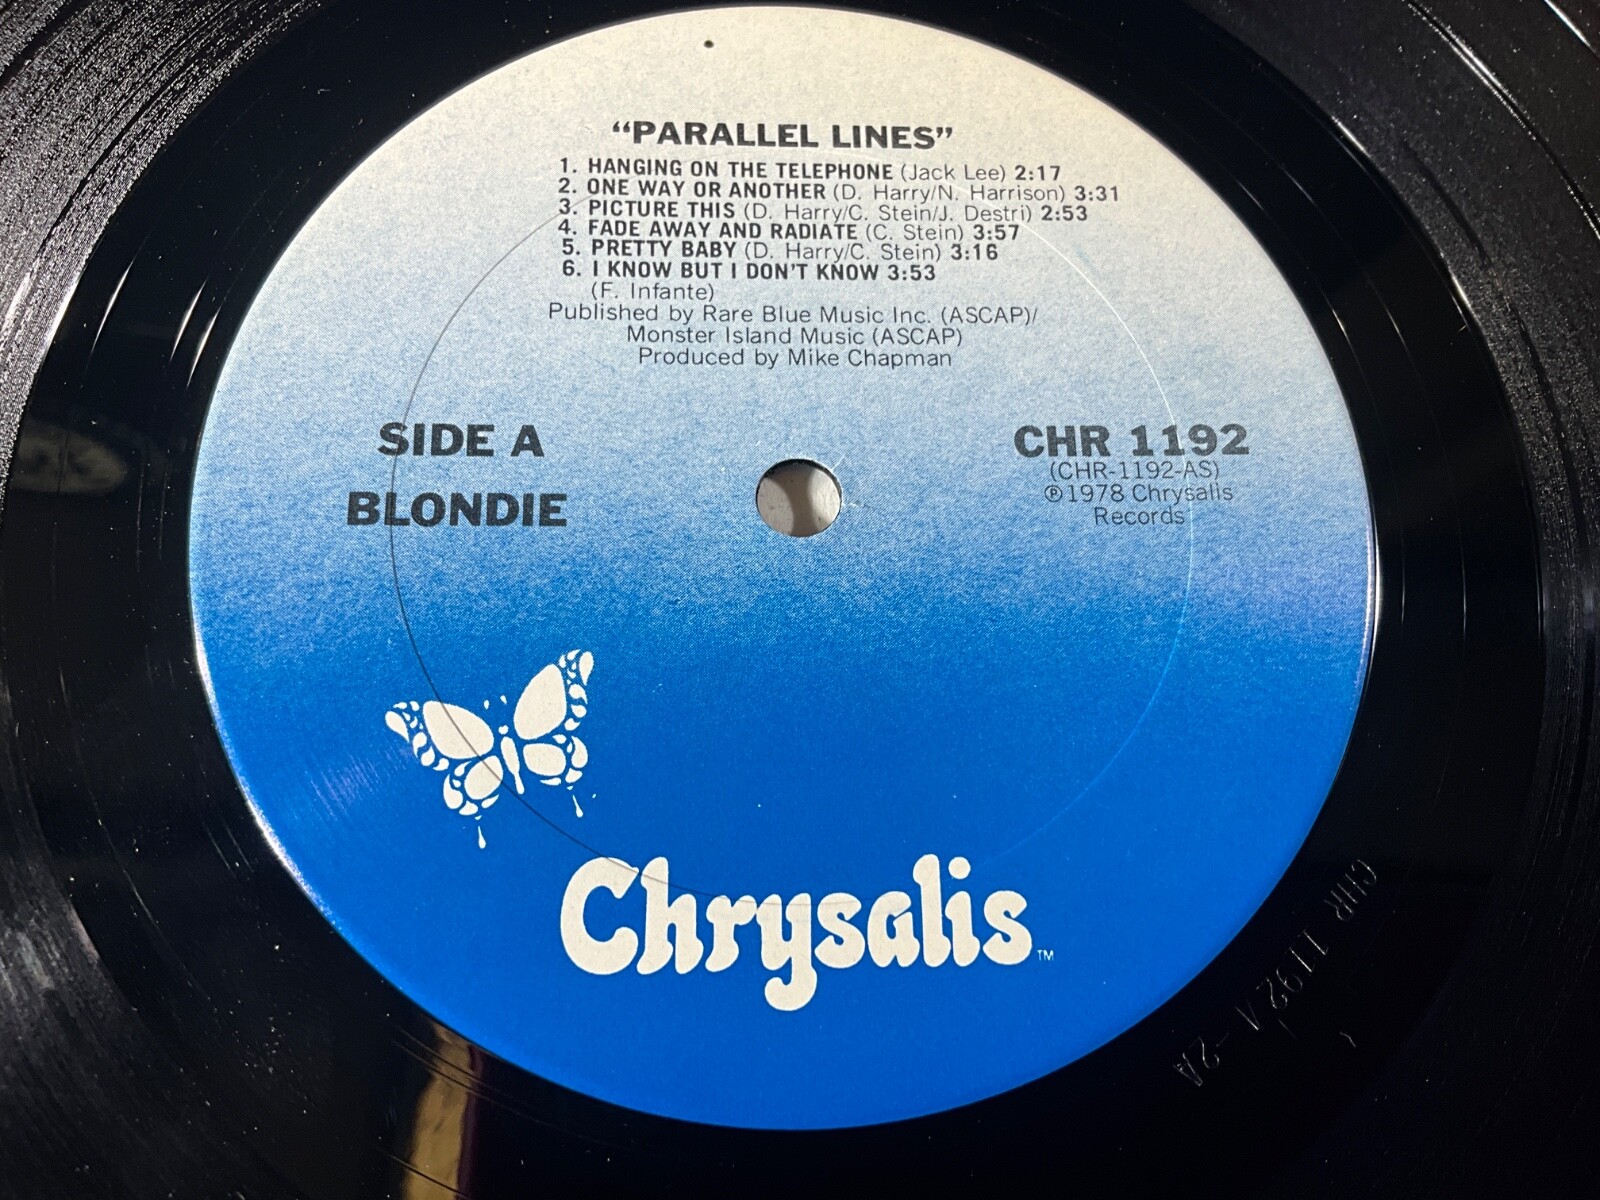 “PARALLEL LINES”
1. HANGING ON THE TELEPHONE (Jack Lee) 2:17
2. ONE WAY OR ANOTHER (D. Harry/N. Harrison) 3:31
3. PICTURE THIS (D. Harry/C. Stein/J. Destri) 2:53
4. FADE AWAY AND RADIATE (C. Stein) 3:57
5. PRETTY BABY (D. Harry/C. Stein) 3:16
6. I KNOW BUT I DON'T KNOW 3:53
(F. Infante)
Published by Rare Blue Music Inc. (ASCAP)/
Monster Island Music (ASCAP)
Produced by Mike Chapman
SIDE A
BLONDIE
CHR 1192
(CHR-1192-AS)
℗1978 Chrysalis
Records
Chrysalis™
CHR 1192 A-2A